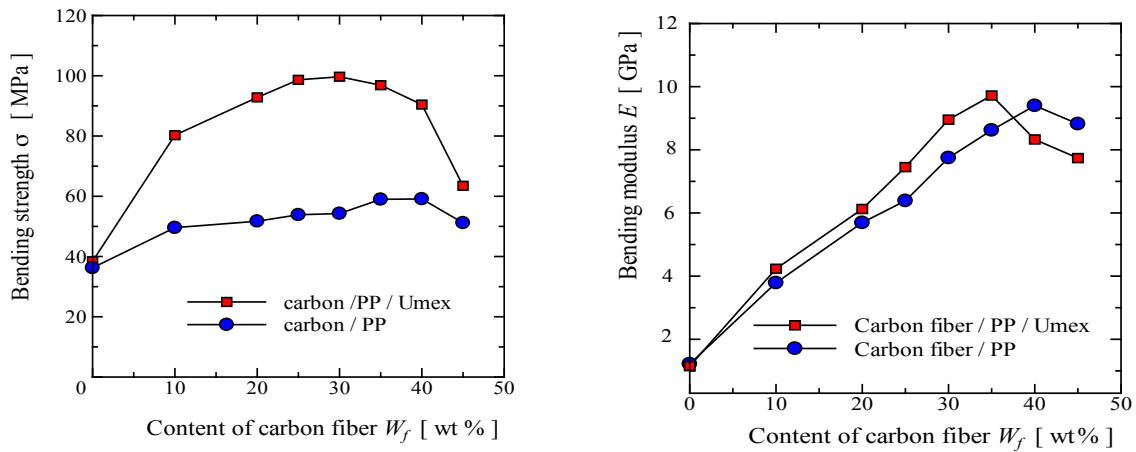 Bending strength σ [ MPa ]
120
100
80
60
40
20
0
carbon /PP / Umex
carbon / PP
0 10 20 30 40 50
Content of carbon fiber W_f [ wt % ]
Bending modulus E [ GPa ]
12
10
8
6
4
2
Carbon fiber / PP / Umex
Carbon fiber / PP
0 10 20 30 40 50
Content of carbon fiber W_f [ wt%]